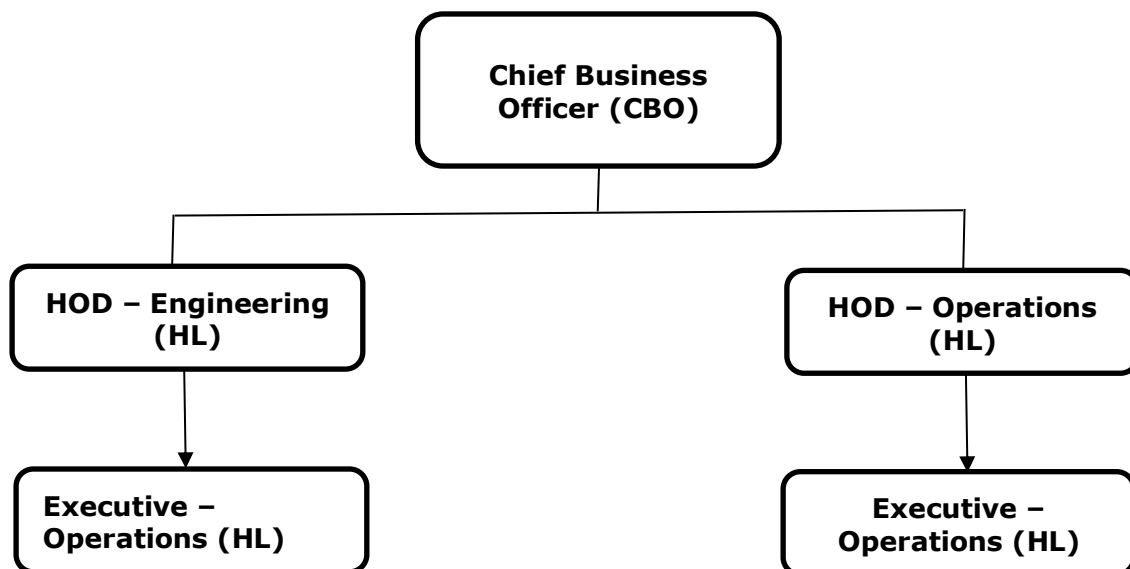 Chief Business
Officer (CBO)
HOD – Engineering
(HL)
HOD – Operations
(HL)
Executive –
Operations (HL)
Executive –
Operations (HL)